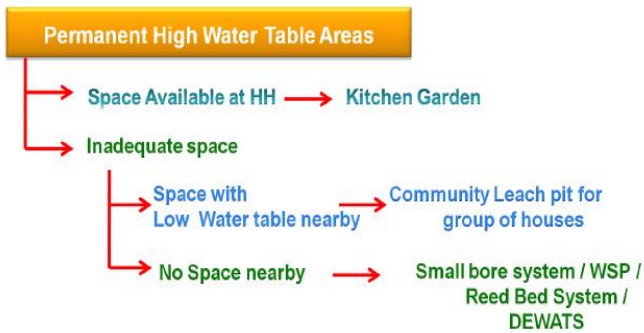 Permanent High Water Table Areas
Space Available at HH
Kitchen Garden
Inadequate space
Space with
Low Water table nearby
Community Leach pit for
group of houses
No Space nearby
Small bore system / WSP /
Reed Bed System /
DEWATS